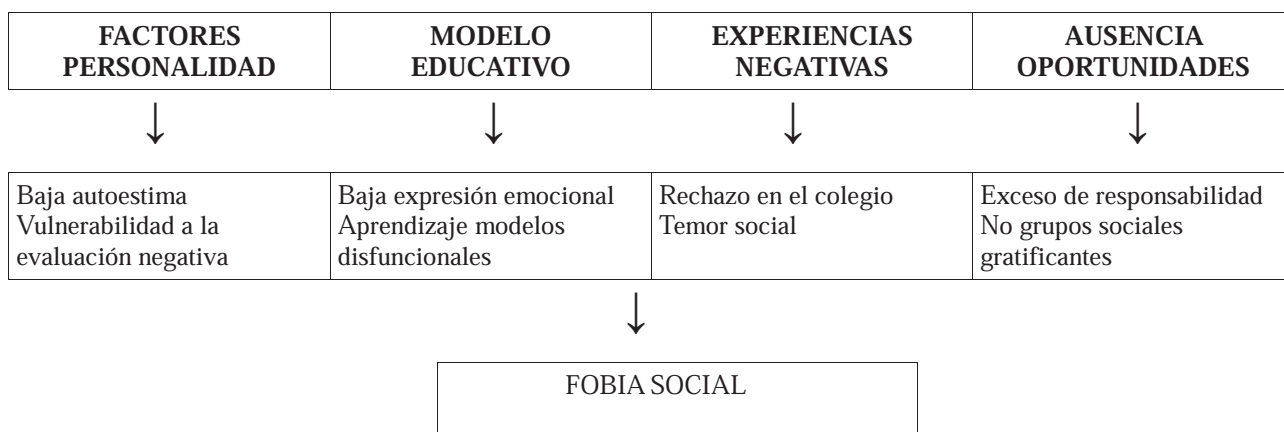 FACTORES
PERSONALIDAD
MODELO
EDUCATIVO
EXPERIENCIAS
NEGATIVAS
AUSENCIA
OPORTUNIDADES
Baja autoestima
Vulnerabilidad a la
evaluación negativa
Baja expresión emocional
Aprendizaje modelos
disfuncionales
Rechazo en el colegio
Temor social
Exceso de responsabilidad
No grupos sociales
gratificantes
FOBIA SOCIAL